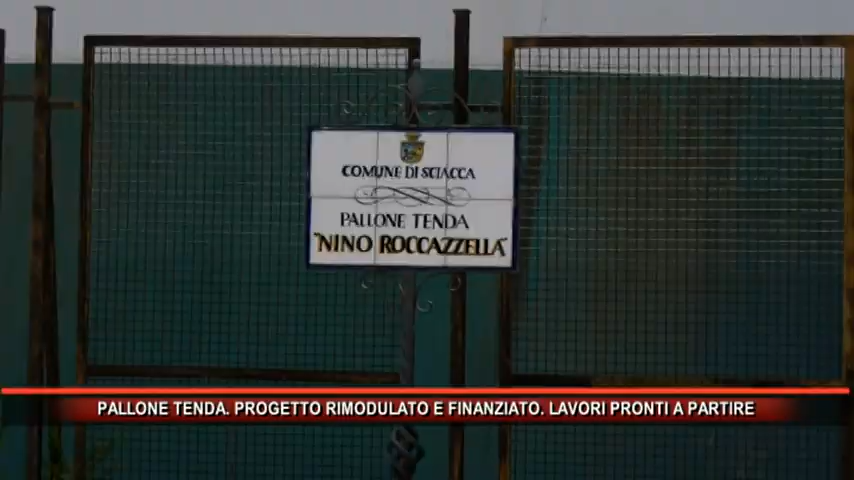 COMUNE DI SCIACCA
PALLONE TENDA
"NINO ROCCAZZELLA"
PALLONE TENDA. PROGETTO RIMODULATO E FINANZIATO. LAVORI PRONTI A PARTIRE